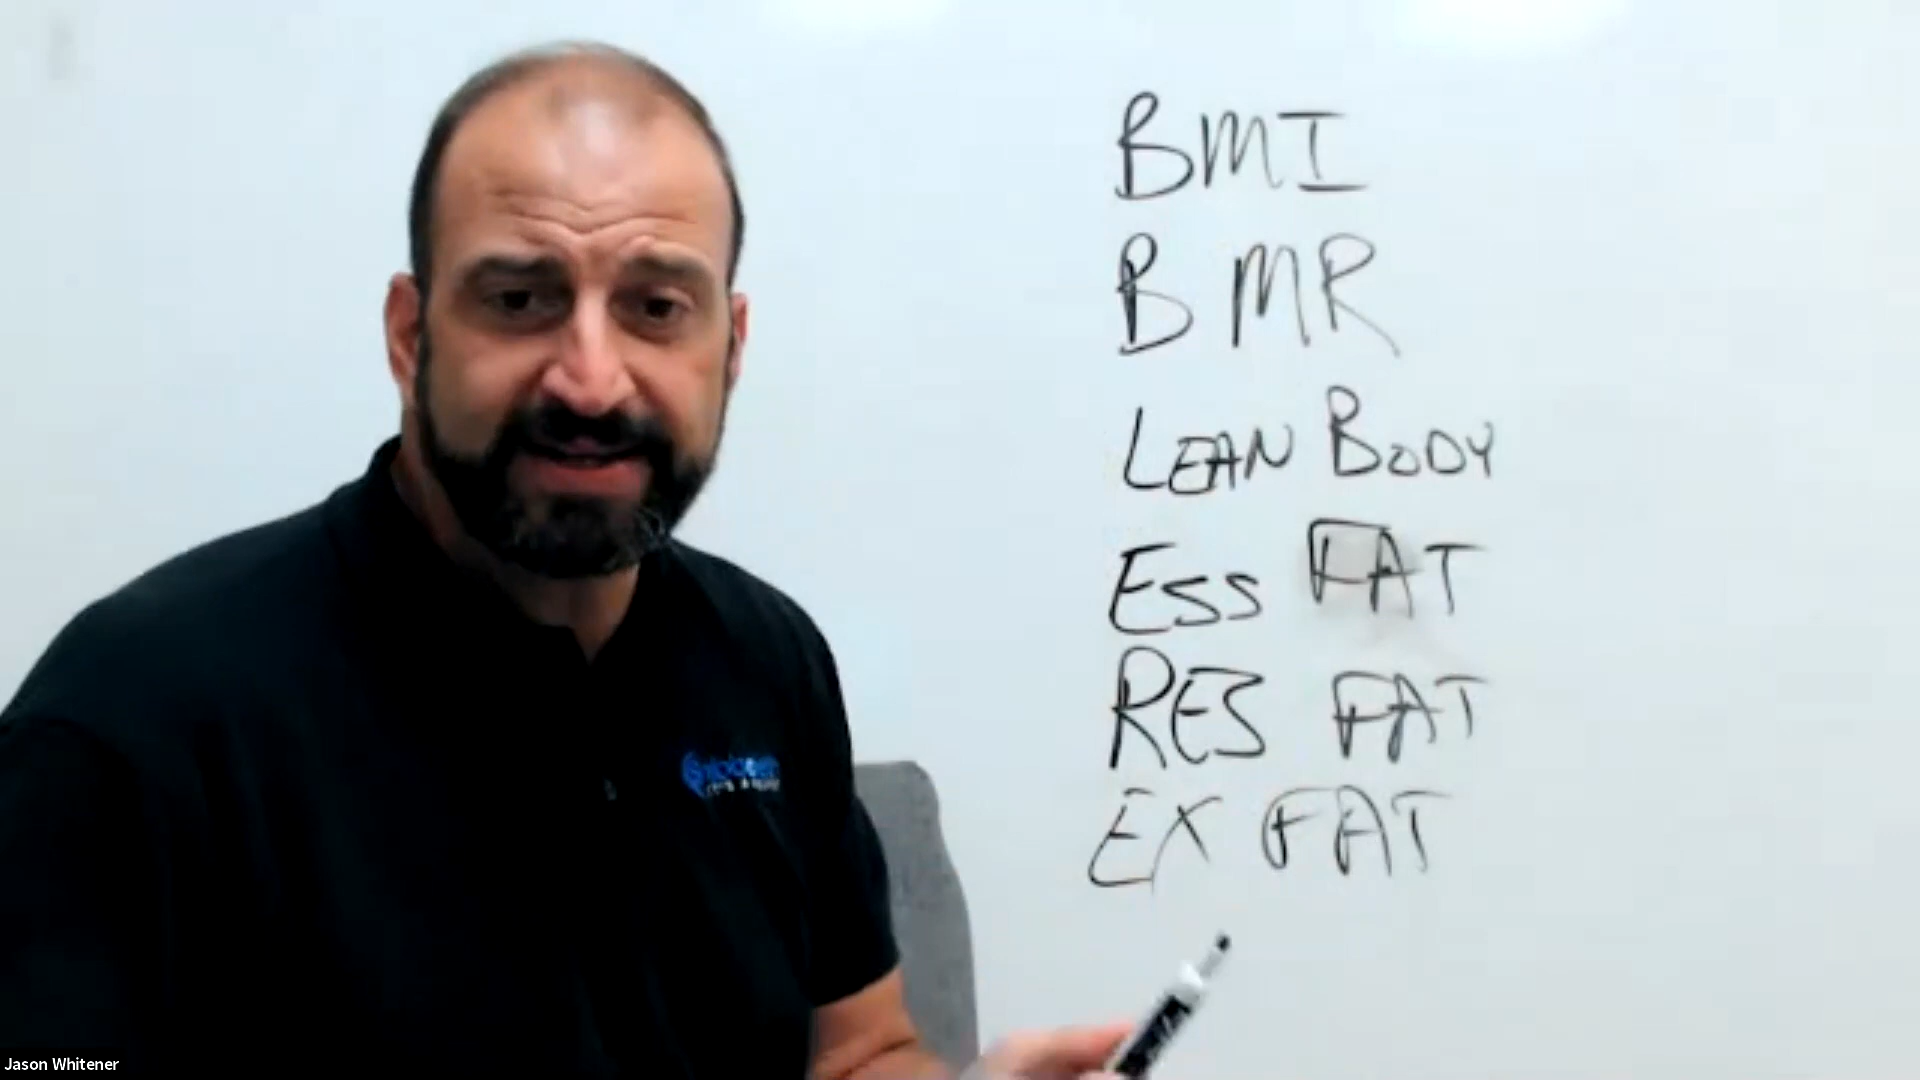 BMI
BMR
LEAN BODY
ESS FAT
RES FAT
EX FAT
Jason Whitener